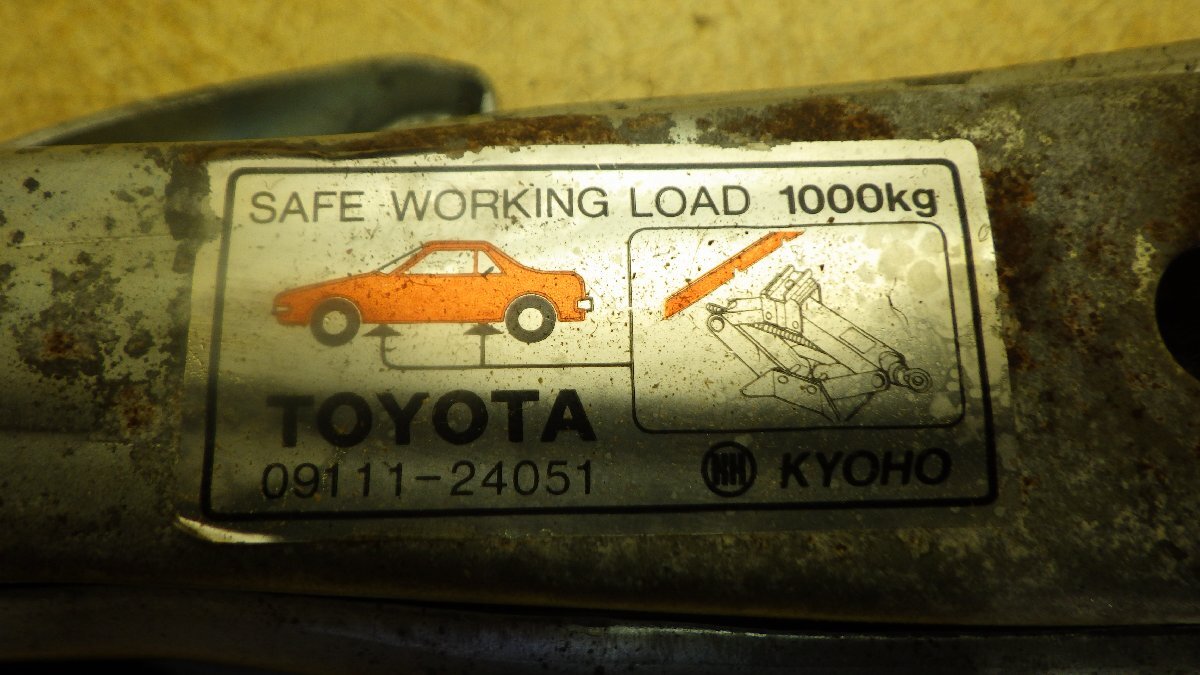 SAFE WORKING LOAD 1000kg
TOYOTA
09111-24051
KYOHO